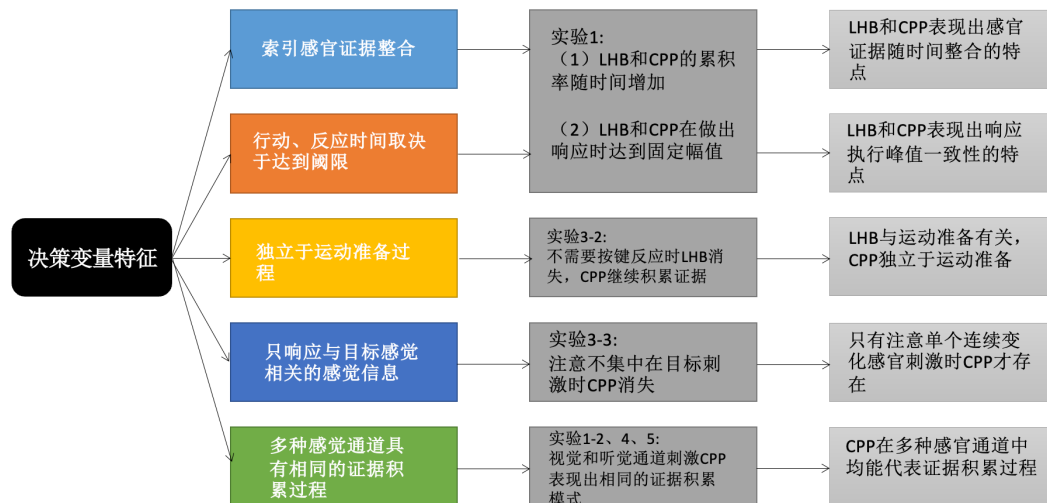 决策变量特征
索引感官证据整合
实验1:
（1）LHB和CPP的累积
率随时间增加
（2）LHB和CPP在做出
响应时达到固定幅值
LHB和CPP表现出感官
证据随时间整合的特
点
行动、反应时间取决
于达到阈限
LHB和CPP表现出响应
执行峰值一致性的特
点
独立于运动准备过
程
实验3-2:
不需要按键反应时LHB消
失，CPP继续积累证据
LHB与运动准备有关，
CPP独立于运动准备
只响应与目标感觉
相关的感觉信息
实验3-3:
注意不集中在目标刺
激时CPP消失
只有注意单个连续变
化感官刺激时CPP才存
在
多种感觉通道具
有相同的证据积
累过程
实验1-2、4、5:
视觉和听觉通道刺激CPP
表现出相同的证据积累
模式
CPP在多种感官通道中
均能代表证据积累过程